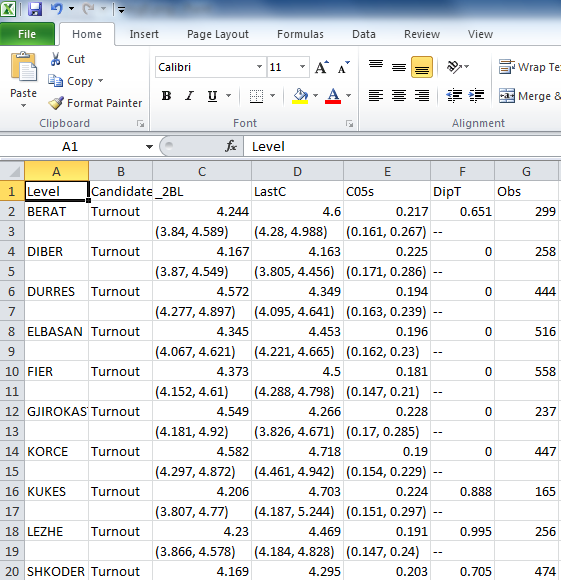 File Home Insert Page Layout Formulas Data Review View
Cut
Copy
Paste
Format Painter
Calibri 11 A A
Wrap Te
B I U A
Merge &
Clipboard Font Alignment
A1 fx Level
A B C D E F G
1 Level Candidate _2BL LastC C05s DipT Obs
2 BERAT Turnout 4.244 4.6 0.217 0.651 299
3 (3.84, 4.589) (4.28, 4.988) (0.161, 0.267) --
4 DIBER Turnout 4.167 4.163 0.225 0 258
5 (3.87, 4.549) (3.805, 4.456) (0.171, 0.286) --
6 DURRES Turnout 4.572 4.349 0.194 0 444
7 (4.277, 4.897) (4.095, 4.641) (0.163, 0.239) --
8 ELBASAN Turnout 4.345 4.453 0.196 0 516
9 (4.067, 4.621) (4.221, 4.665) (0.162, 0.23) --
10 FIER Turnout 4.373 4.5 0.181 0 558
11 (4.152, 4.61) (4.288, 4.798) (0.147, 0.21) --
12 GJIROKAS Turnout 4.549 4.266 0.228 0 237
13 (4.181, 4.92) (3.826, 4.671) (0.17, 0.285) --
14 KORCE Turnout 4.582 4.718 0.19 0 447
15 (4.297, 4.872) (4.461, 4.942) (0.154, 0.229) --
16 KUKES Turnout 4.206 4.703 0.224 0.888 165
17 (3.807, 4.77) (4.187, 5.244) (0.151, 0.297) --
18 LEZHE Turnout 4.23 4.469 0.191 0.995 256
19 (3.866, 4.578) (4.184, 4.828) (0.147, 0.24) --
20 SHKODER Turnout 4.169 4.295 0.203 0.705 474